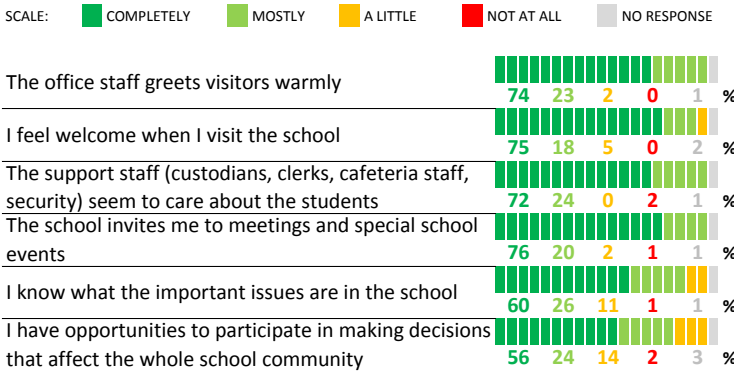 SCALE: COMPLETELY MOSTLY A LITTLE NOT AT ALL NO RESPONSE
The office staff greets visitors warmly
74 23 2 0 1 %
I feel welcome when I visit the school
75 18 5 0 2 %
The support staff (custodians, clerks, cafeteria staff,
security) seem to care about the students
72 24 0 2 1 %
The school invites me to meetings and special school
events
76 20 2 1 1 %
I know what the important issues are in the school
60 26 11 1 1 %
I have opportunities to participate in making decisions
that affect the whole school community
56 24 14 2 3 %